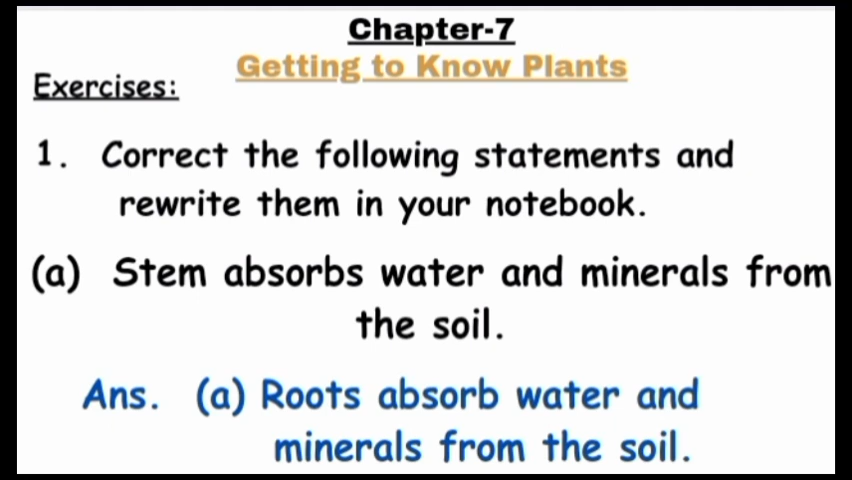 Chapter-7
Getting to Know Plants
Exercises:
1. Correct the following statements and
rewrite them in your notebook.
(a) Stem absorbs water and minerals from
the soil.
Ans. (a) Roots absorb water and
minerals from the soil.